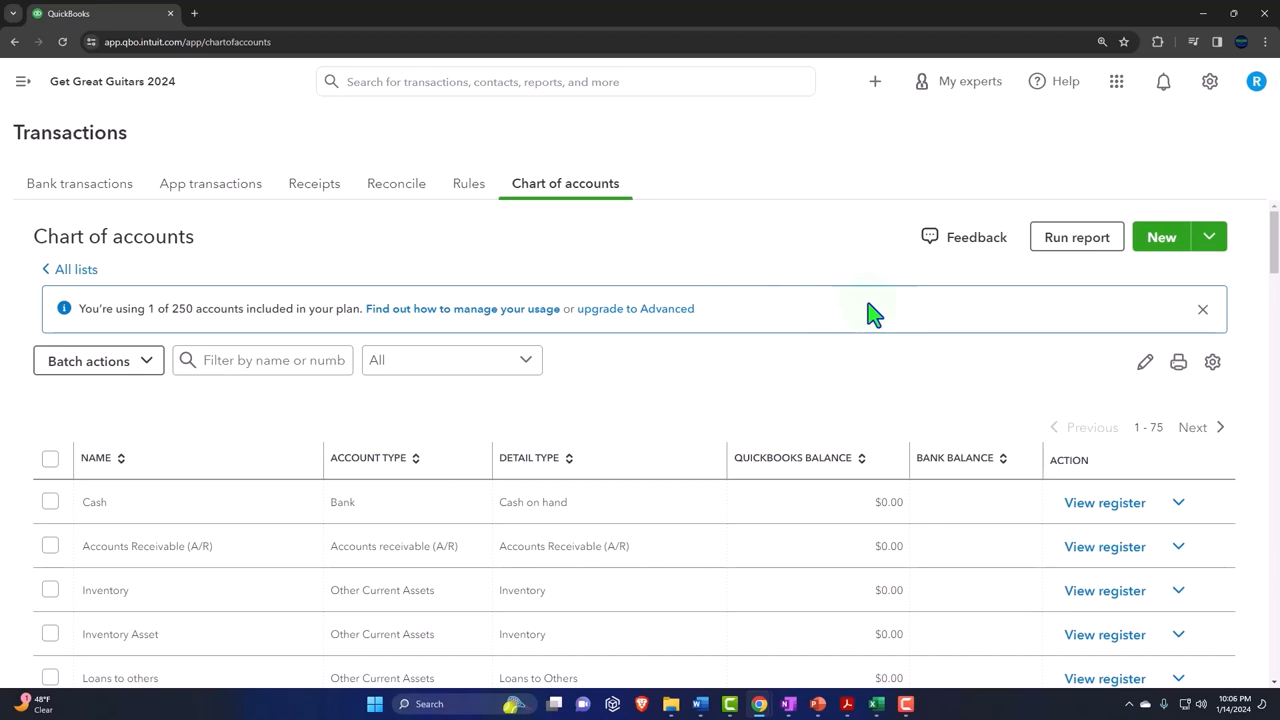 QuickBooks
app.qbo.intuit.com/app/chartofaccounts
Get Great Guitars 2024
Search for transactions, contacts, reports, and more
My experts
Help
R
Transactions
Bank transactions
App transactions
Receipts
Reconcile
Rules
Chart of accounts
Chart of accounts
Feedback
Run report
New
All lists
You're using 1 of 250 accounts included in your plan. Find out how to manage your usage or upgrade to Advanced
Batch actions
Filter by name or numb
All
Previous 1 - 75 Next
NAME ACCOUNT TYPE DETAIL TYPE QUICKBOOKS BALANCE BANK BALANCE ACTION
Cash Bank Cash on hand $0.00 View register
Accounts Receivable (A/R) Accounts receivable (A/R) Accounts Receivable (A/R) $0.00 View register
Inventory Other Current Assets Inventory $0.00 View register
Inventory Asset Other Current Assets Inventory $0.00 View register
Loans to others Other Current Assets Loans to Others $0.00 View register
48°F
Clear
Search
10:06 PM
1/14/2024